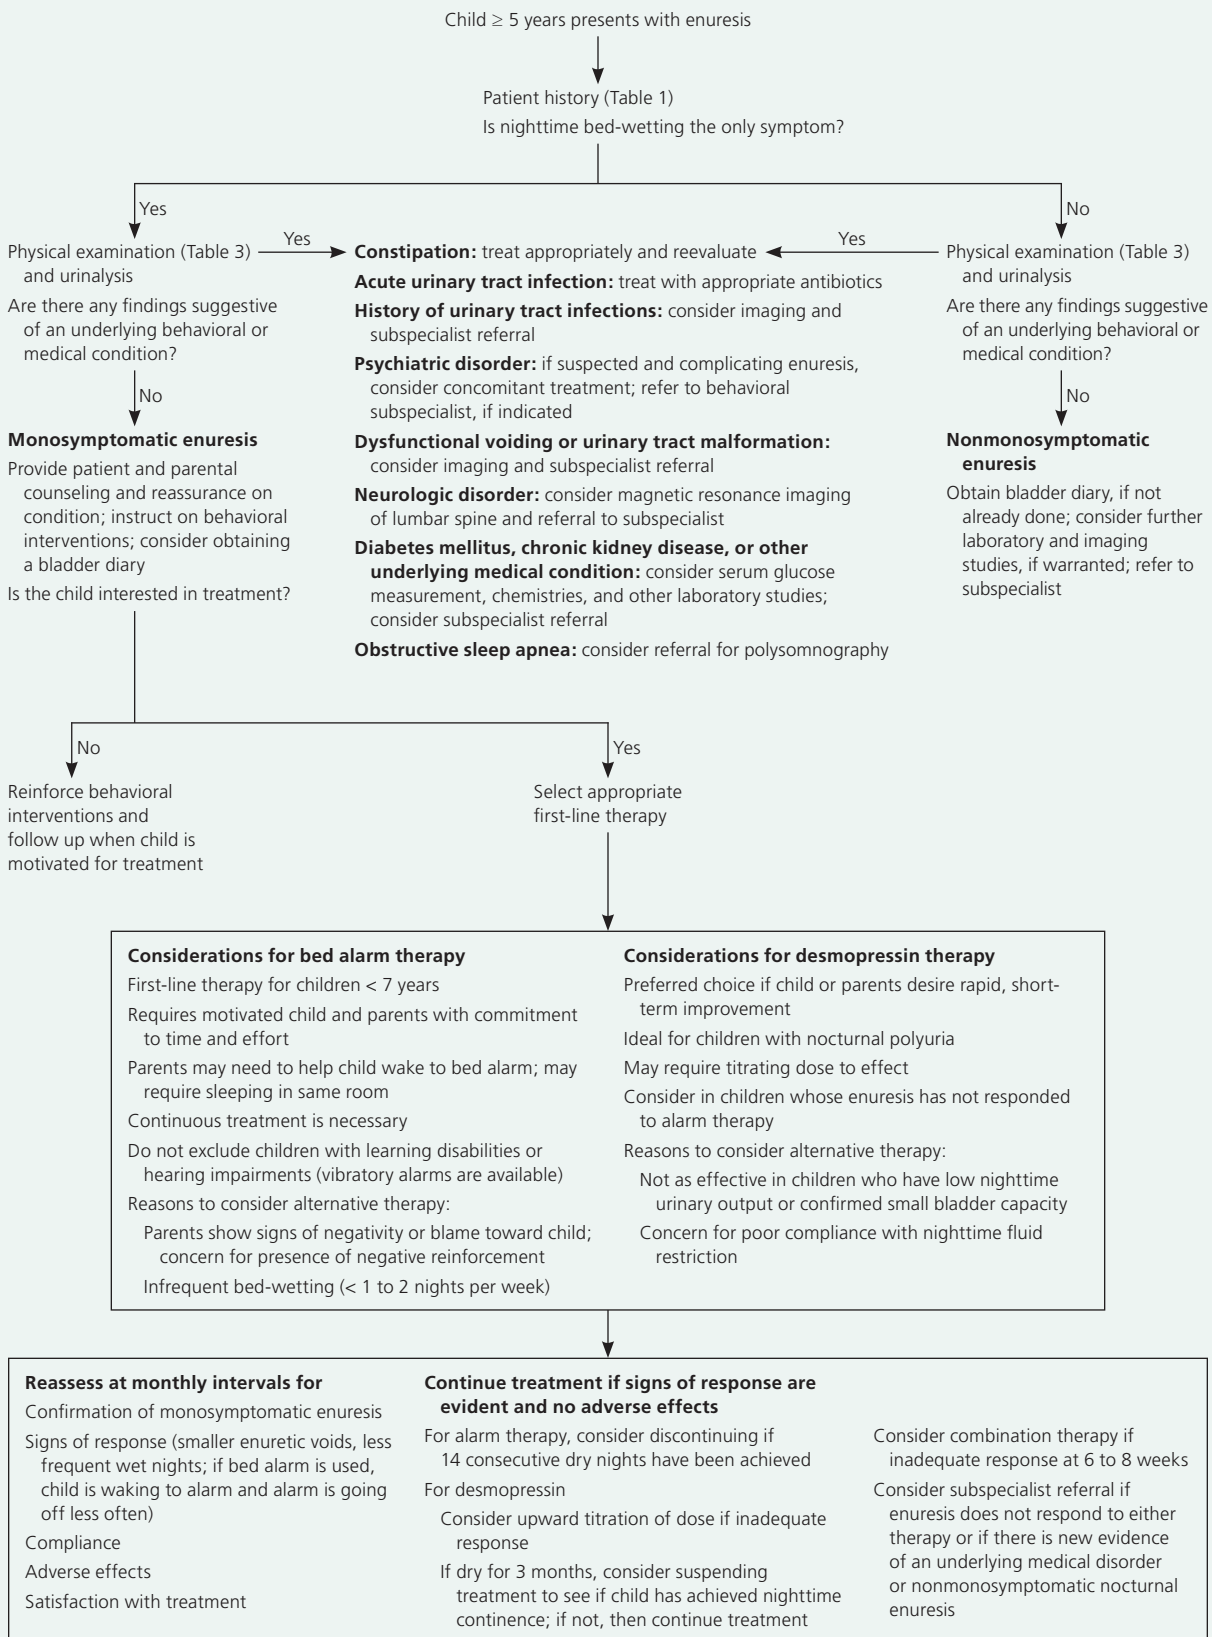 Child ≥ 5 years presents with enuresis
Patient history (Table 1)
Is nighttime bed-wetting the only symptom?
Yes
No
Physical examination (Table 3)
and urinalysis
Are there any findings suggestive
of an underlying behavioral or
medical condition?
Yes
No
Monosymptomatic enuresis
Provide patient and parental
counseling and reassurance on
condition; instruct on behavioral
interventions; consider obtaining
a bladder diary
Is the child interested in treatment?
Constipation: treat appropriately and reevaluate
Acute urinary tract infection: treat with appropriate antibiotics
History of urinary tract infections: consider imaging and
subspecialist referral
Psychiatric disorder: if suspected and complicating enuresis,
consider concomitant treatment; refer to behavioral
subspecialist, if indicated
Dysfunctional voiding or urinary tract malformation:
consider imaging and subspecialist referral
Neurologic disorder: consider magnetic resonance imaging
of lumbar spine and referral to subspecialist
Diabetes mellitus, chronic kidney disease, or other
underlying medical condition: consider serum glucose
measurement, chemistries, and other laboratory studies;
consider subspecialist referral
Obstructive sleep apnea: consider referral for polysomnography
Yes
Physical examination (Table 3)
and urinalysis
Are there any findings suggestive
of an underlying behavioral or
medical condition?
No
Nonmonosymptomatic
enuresis
Obtain bladder diary, if not
already done; consider further
laboratory and imaging
studies, if warranted; refer to
subspecialist
No
Yes
Reinforce behavioral
interventions and
follow up when child is
motivated for treatment
Select appropriate
first-line therapy
Considerations for bed alarm therapy
First-line therapy for children < 7 years
Requires motivated child and parents with commitment
to time and effort
Parents may need to help child wake to bed alarm; may
require sleeping in same room
Continuous treatment is necessary
Do not exclude children with learning disabilities or
hearing impairments (vibratory alarms are available)
Reasons to consider alternative therapy:
Parents show signs of negativity or blame toward child;
concern for presence of negative reinforcement
Infrequent bed-wetting (< 1 to 2 nights per week)
Considerations for desmopressin therapy
Preferred choice if child or parents desire rapid, short-
term improvement
Ideal for children with nocturnal polyuria
May require titrating dose to effect
Consider in children whose enuresis has not responded
to alarm therapy
Reasons to consider alternative therapy:
Not as effective in children who have low nighttime
urinary output or confirmed small bladder capacity
Concern for poor compliance with nighttime fluid
restriction
Reassess at monthly intervals for
Confirmation of monosymptomatic enuresis
Signs of response (smaller enuretic voids, less
frequent wet nights; if bed alarm is used,
child is waking to alarm and alarm is going
off less often)
Compliance
Adverse effects
Satisfaction with treatment
Continue treatment if signs of response are
evident and no adverse effects
For alarm therapy, consider discontinuing if
14 consecutive dry nights have been achieved
For desmopressin
Consider upward titration of dose if inadequate
response
If dry for 3 months, consider suspending
treatment to see if child has achieved nighttime
continence; if not, then continue treatment
Consider combination therapy if
inadequate response at 6 to 8 weeks
Consider subspecialist referral if
enuresis does not respond to either
therapy or if there is new evidence
of an underlying medical disorder
or nonmonosymptomatic nocturnal
enuresis